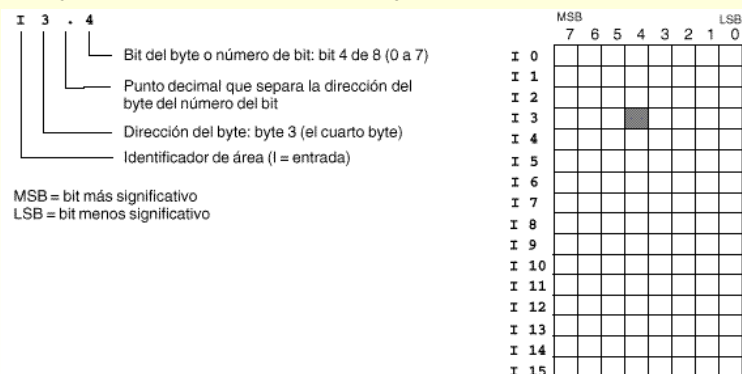 I 3 . 4
Bit del byte o número de bit: bit 4 de 8 (0 a 7)
Punto decimal que separa la dirección del
byte del número del bit
Dirección del byte: byte 3 (el cuarto byte)
Identificador de área (I = entrada)
MSB = bit más significativo
LSB = bit menos significativo
MSB LSB
7 6 5 4 3 2 1 0
I 0
I 1
I 2
I 3
I 4
I 5
I 6
I 7
I 8
I 9
I 10
I 11
I 12
I 13
I 14
I 15